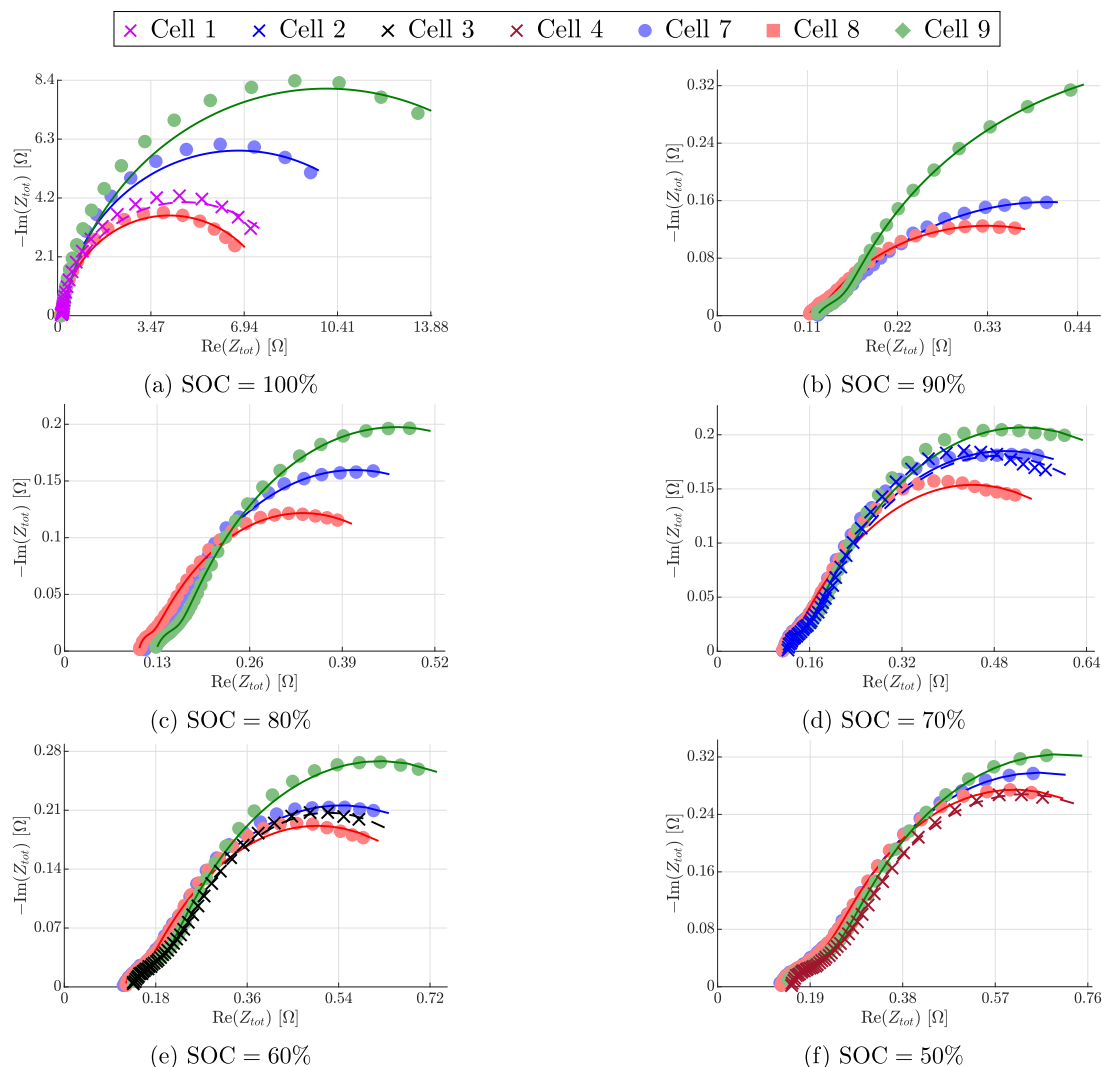 Cell 1 Cell 2 Cell 3 Cell 4 Cell 7 Cell 8 Cell 9
8.4
6.3
4.2
2.1
0
−Im(Z_tot) [Ω]
0 3.47 6.94 10.41 13.88
Re(Z_tot) [Ω]
(a) SOC = 100%
0.32
0.24
0.16
0.08
0
−Im(Z_tot) [Ω]
0 0.11 0.22 0.33 0.44
Re(Z_tot) [Ω]
(b) SOC = 90%
0.2
0.15
0.1
0.05
0
−Im(Z_tot) [Ω]
0 0.13 0.26 0.39 0.52
Re(Z_tot) [Ω]
(c) SOC = 80%
0.2
0.15
0.1
0.05
0
−Im(Z_tot) [Ω]
0 0.16 0.32 0.48 0.64
Re(Z_tot) [Ω]
(d) SOC = 70%
0.28
0.21
0.14
0.07
0
−Im(Z_tot) [Ω]
0 0.18 0.36 0.54 0.72
Re(Z_tot) [Ω]
(e) SOC = 60%
0.32
0.24
0.16
0.08
0
−Im(Z_tot) [Ω]
0 0.19 0.38 0.57 0.76
Re(Z_tot) [Ω]
(f) SOC = 50%